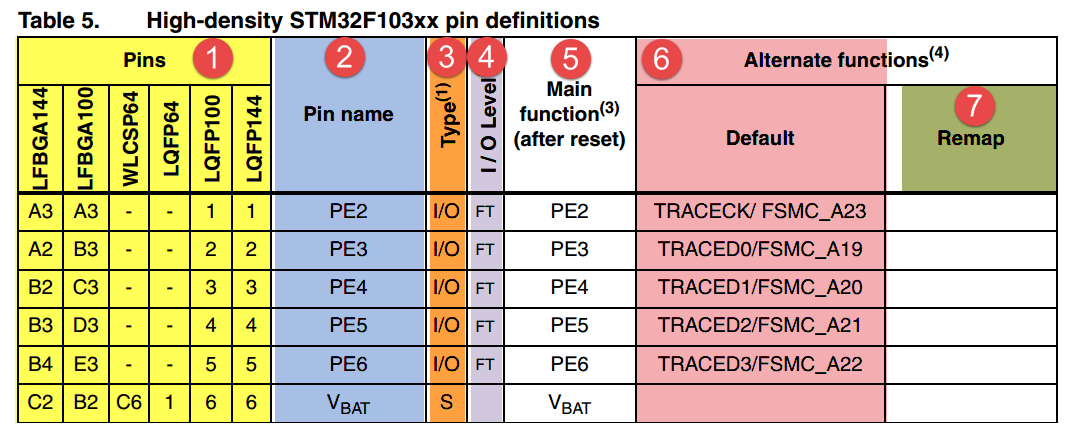 Table 5. High-density STM32F103xx pin definitions
Pins 1 2 3 4 5 6 Alternate functions(4)
LFBGA144 LFBGA100 WLCSP64 LQFP64 LQFP100 LQFP144 Pin name Type(1) I / O Level Main function(3) (after reset) Default 7 Remap
A3 A3 - - 1 1 PE2 I/O FT PE2 TRACECK/ FSMC_A23
A2 B3 - - 2 2 PE3 I/O FT PE3 TRACED0/FSMC_A19
B2 C3 - - 3 3 PE4 I/O FT PE4 TRACED1/FSMC_A20
B3 D3 - - 4 4 PE5 I/O FT PE5 TRACED2/FSMC_A21
B4 E3 - - 5 5 PE6 I/O FT PE6 TRACED3/FSMC_A22
C2 B2 C6 1 6 6 VBAT S VBAT